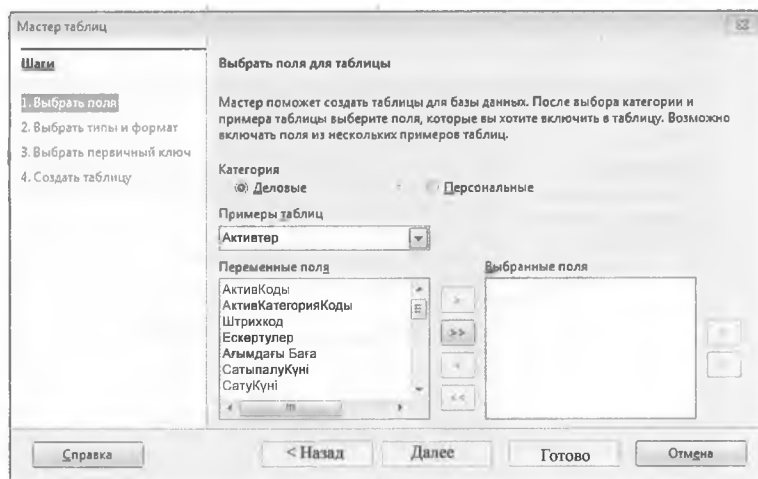 Мастер таблиц
Шаги
1. Выбрать поля
2. Выбрать типы и формат
3. Выбрать первичный ключ
4. Создать таблицу
Выбрать поля для таблицы
Мастер поможет создать таблицы для базы данных. После выбора категории и
примера таблицы выберите поля, которые вы хотите включить в таблицу. Возможно
включать поля из нескольких примеров таблиц.
Категория
Деловые
Персональные
Примеры таблиц
Активтер
Переменные поля
Выбранные поля
АктивКоды
АктивКатегорияКоды
Штрихкод
Ескертулер
Ағымдағы Баға
СатыпалуКүні
СатуКүні
>
>>
<
<<
Справка
< Назад
Далее
Готово
Отмена